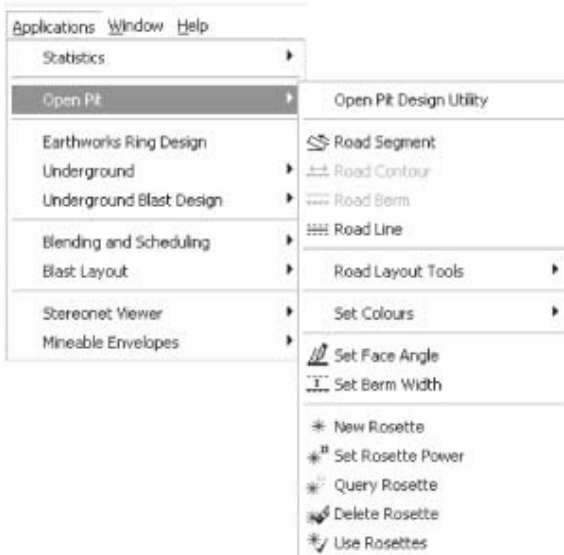 Applications Window Help
Statistics
Open Pit
Earthworks Ring Design
Underground
Underground Blast Design
Blending and Scheduling
Blast Layout
Stereonet Viewer
Mineable Envelopes
Open Pit Design Utility
Road Segment
Road Contour
Road Berm
Road Line
Road Layout Tools
Set Colours
Set Face Angle
Set Berm Width
New Rosette
Set Rosette Power
Query Rosette
Delete Rosette
Use Rosettes